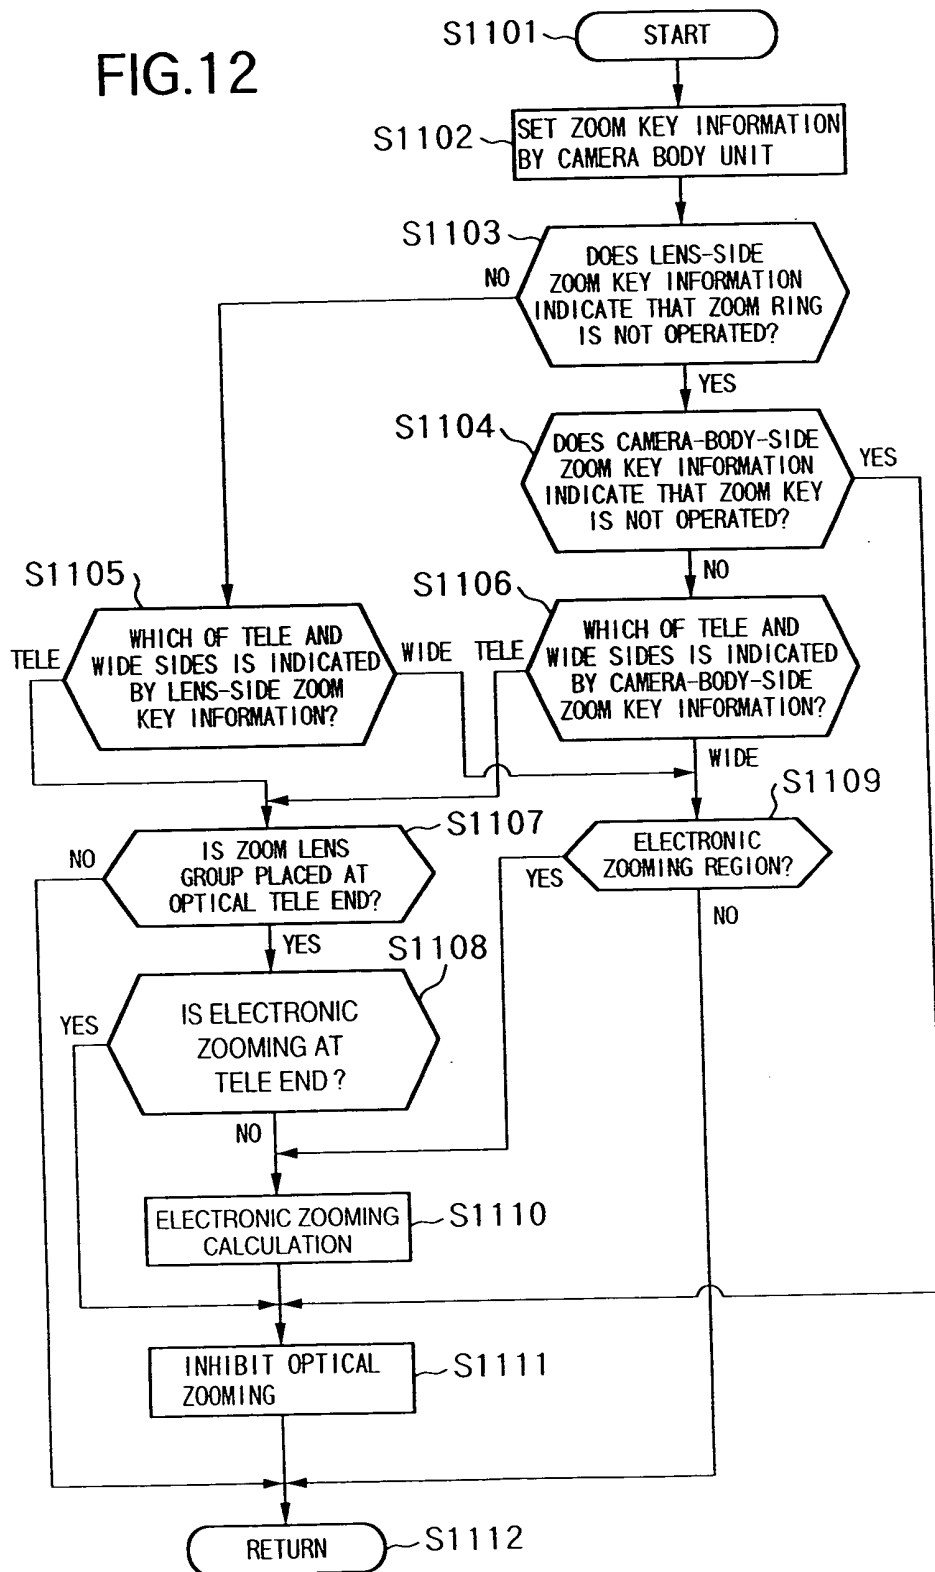 FIG.12
S1101
START
S1102
SET ZOOM KEY INFORMATION
BY CAMERA BODY UNIT
S1103
DOES LENS-SIDE
ZOOM KEY INFORMATION
INDICATE THAT ZOOM RING
IS NOT OPERATED?
NO
YES
S1104
DOES CAMERA-BODY-SIDE
ZOOM KEY INFORMATION
INDICATE THAT ZOOM KEY
IS NOT OPERATED?
YES
NO
S1105
WHICH OF TELE AND
WIDE SIDES IS INDICATED
BY LENS-SIDE ZOOM
KEY INFORMATION?
TELE
WIDE
S1106
WHICH OF TELE AND
WIDE SIDES IS INDICATED
BY CAMERA-BODY-SIDE
ZOOM KEY INFORMATION?
TELE
WIDE
S1107
IS ZOOM LENS
GROUP PLACED AT
OPTICAL TELE END?
NO
YES
S1109
ELECTRONIC
ZOOMING REGION?
YES
NO
S1108
IS ELECTRONIC
ZOOMING AT
TELE END ?
YES
NO
ELECTRONIC ZOOMING
CALCULATION
S1110
INHIBIT OPTICAL
ZOOMING
S1111
RETURN
S1112